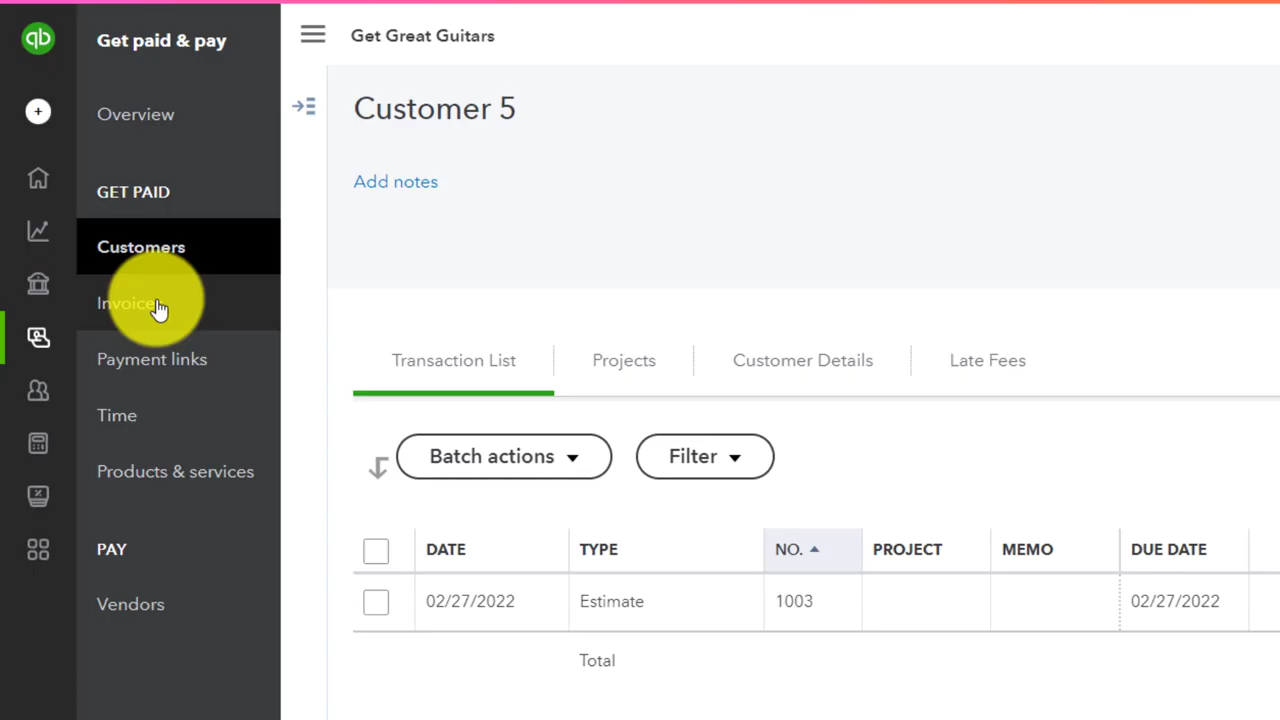 qb
Get paid & pay
Overview
GET PAID
Customers
Invoices
Payment links
Time
Products & services
PAY
Vendors
Get Great Guitars
Customer 5
Add notes
Transaction List
Projects
Customer Details
Late Fees
Batch actions
Filter
DATE TYPE NO. PROJECT MEMO DUE DATE
02/27/2022 Estimate 1003 02/27/2022
Total